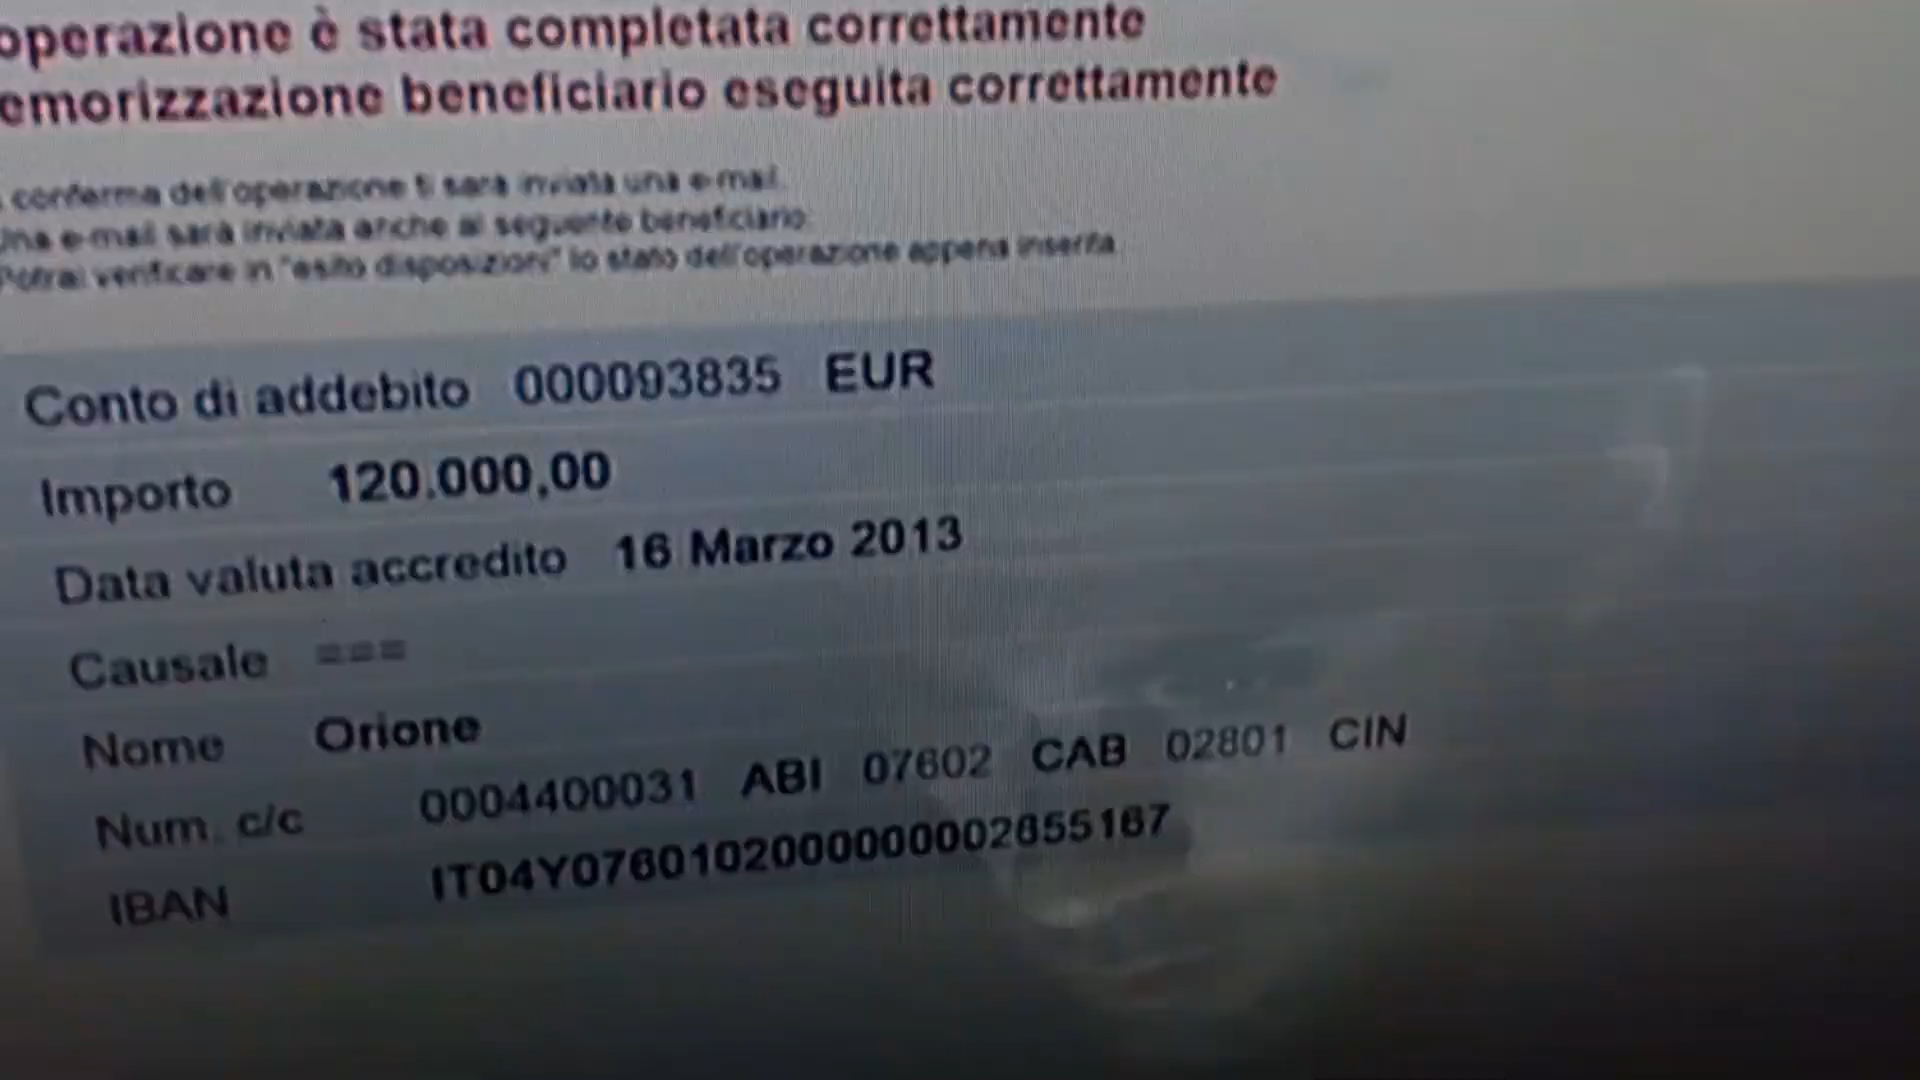 operazione è stata completata correttamente
emorizzazione beneficiario eseguita correttamente
conferma dell'operazione ti sarà inviata una e-mail.
Una e-mail sarà inviata anche al seguente beneficiario:
Potrai verificare in "esito disposizioni" lo stato dell'operazione appena inserita.
Conto di addebito 000093835 EUR
Importo 120.000,00
Data valuta accredito 16 Marzo 2013
Causale ===
Nome Orione
Num. c/c 0004400031 ABI 07602 CAB 02801 CIN
IBAN IT04Y0760102000000002655167